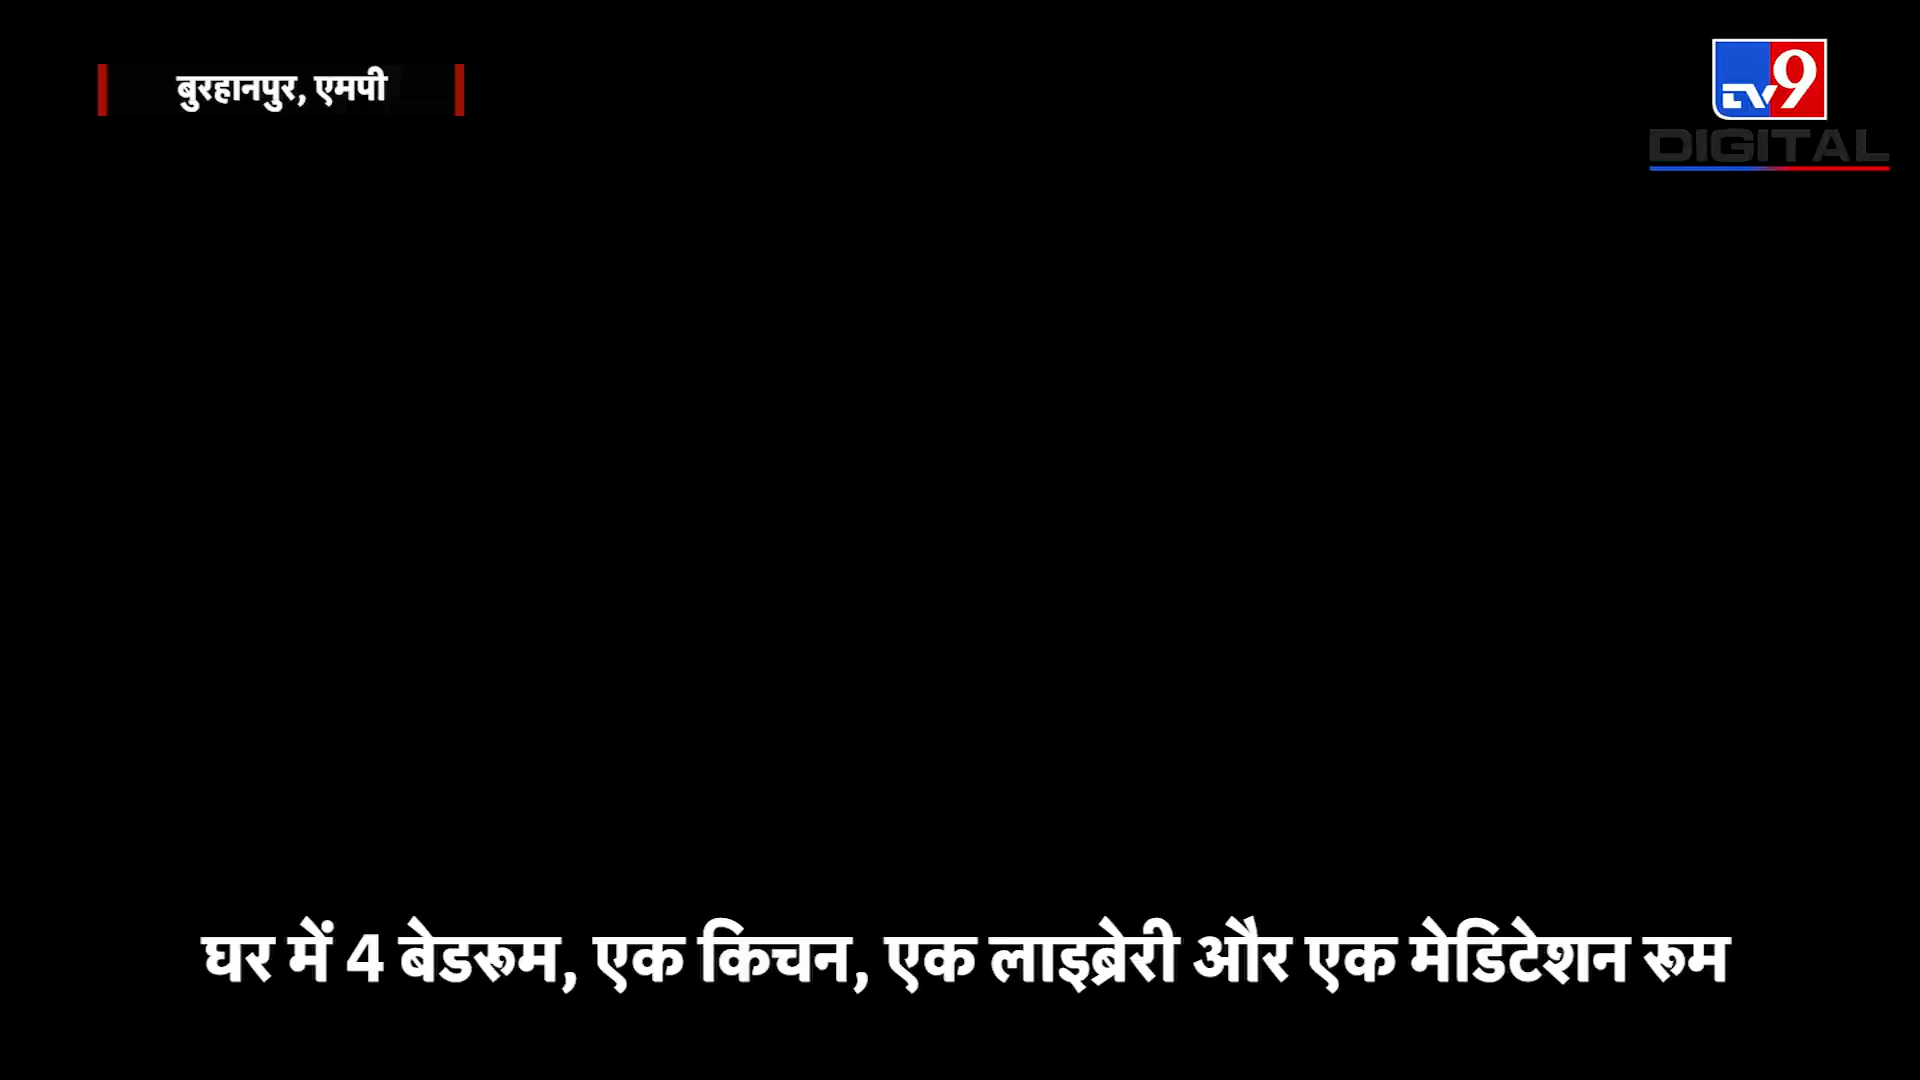 बुरहानपुर, एमपी
TV9
DIGITAL
घर में 4 बेडरूम, एक किचन, एक लाइब्रेरी और एक मेडिटेशन रूम